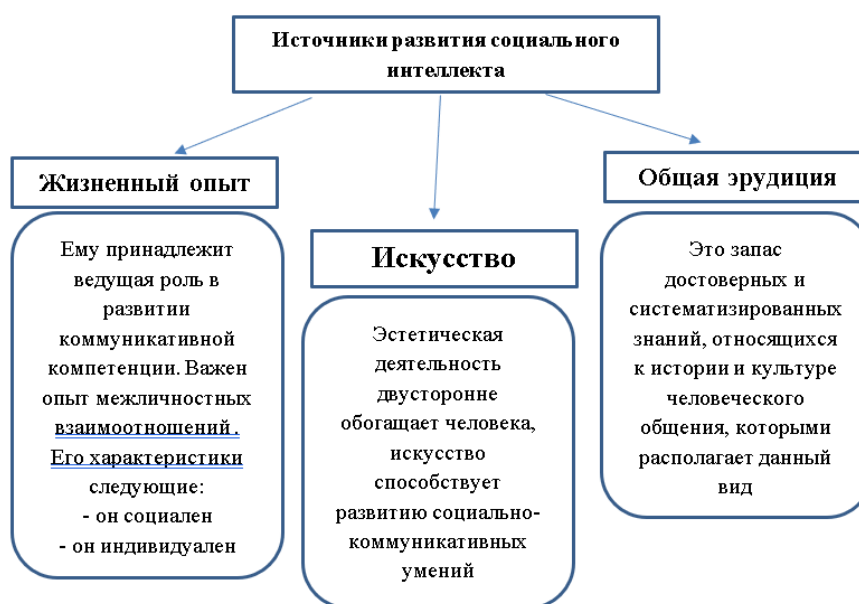 Источники развития социального
интеллекта
Жизненный опыт
Ему принадлежит
ведущая роль в
развитии
коммуникативной
компетенции. Важен
опыт межличностных
взаимоотношений .
Его характеристики
следующие:
- он социален
- он индивидуален
Искусство
Эстетическая
деятельность
двусторонне
обогащает человека,
искусство
способствует
развитию социально-
коммуникативных
умений
Общая эрудиция
Это запас
достоверных и
систематизированных
знаний, относящихся
к истории и культуре
человеческого
общения, которыми
располагает данный
вид